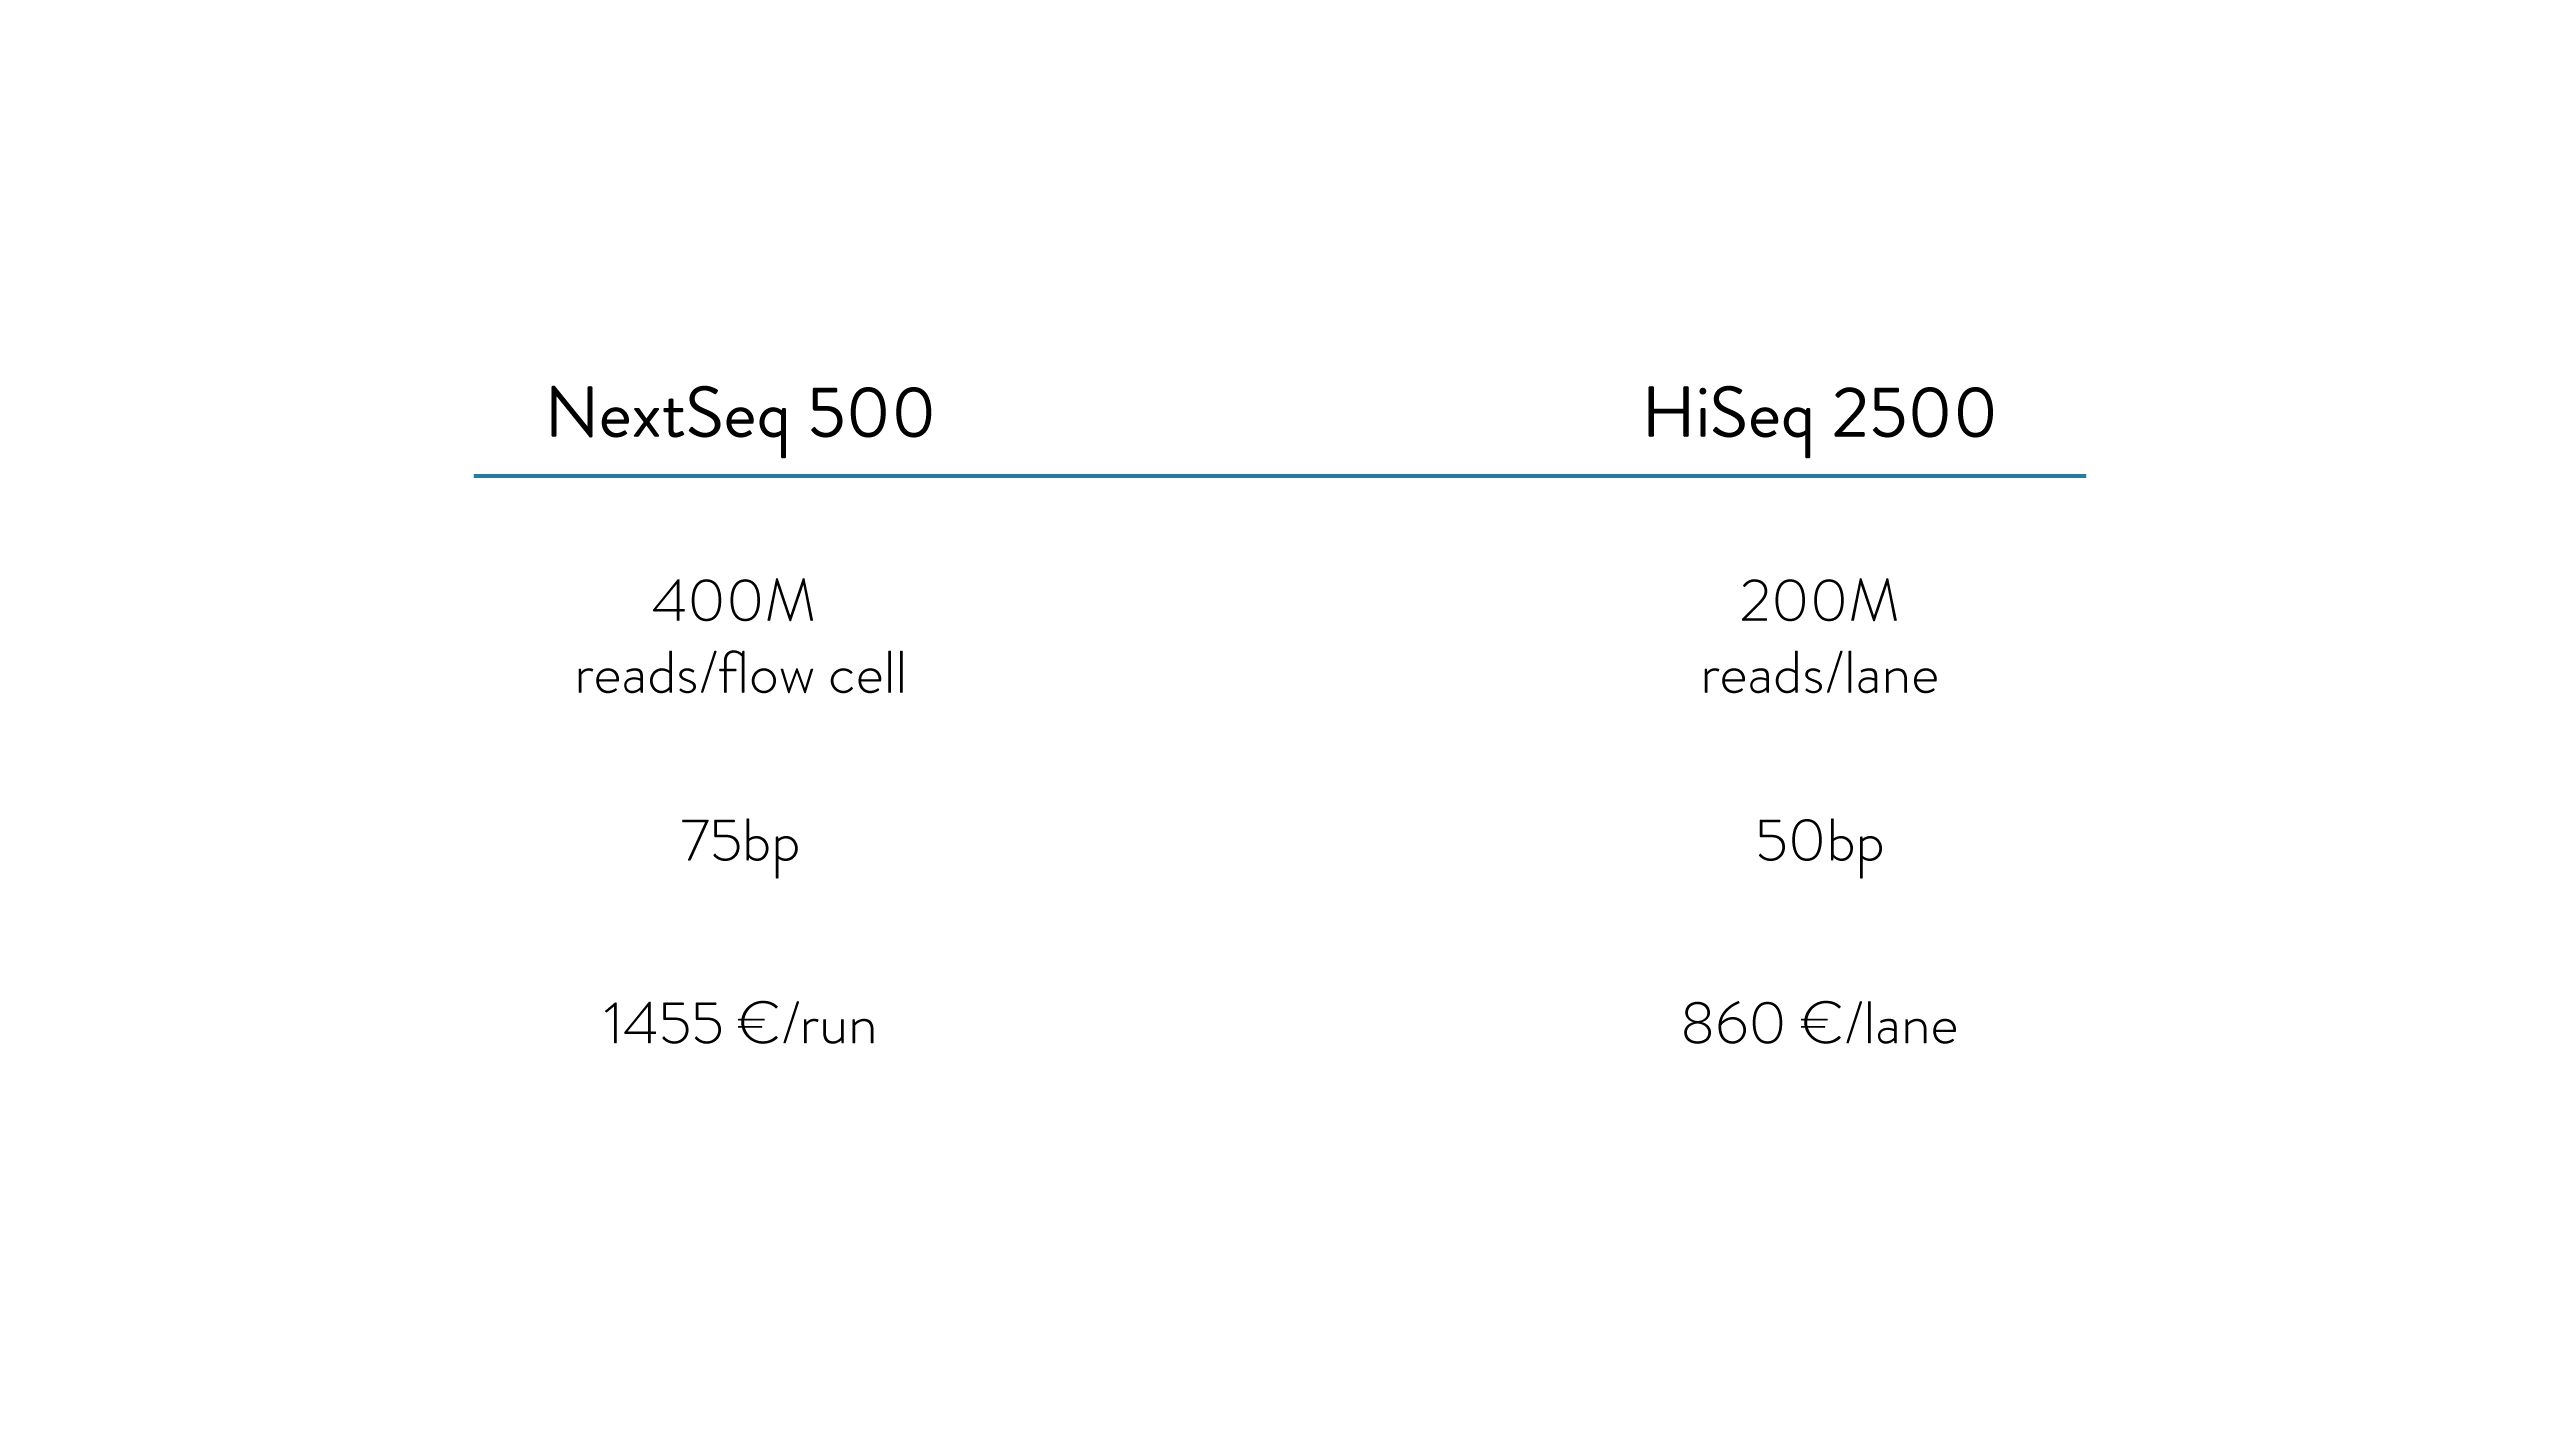 NextSeq 500
HiSeq 2500
400M
reads/flow cell
200M
reads/lane
75bp
50bp
1455 €/run
860 €/lane